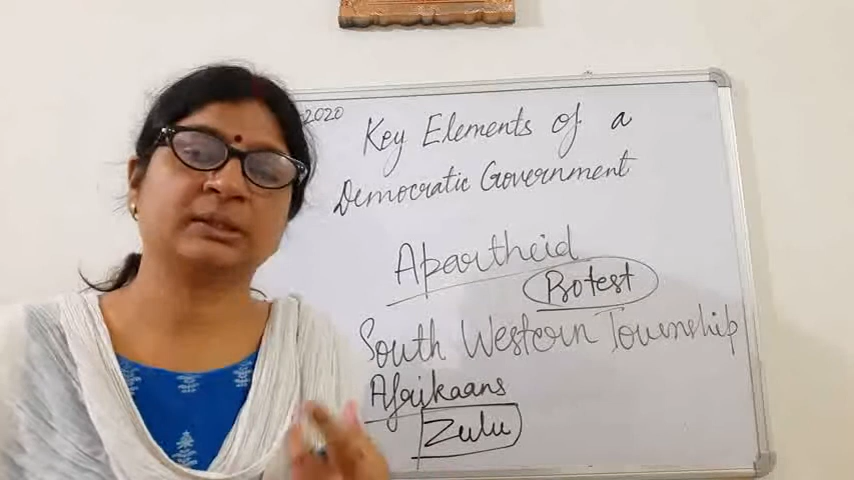 2020
Key Elements of a
Democratic Government
Apartheid
Protest
South Western Township
Afrikaans
Zulu